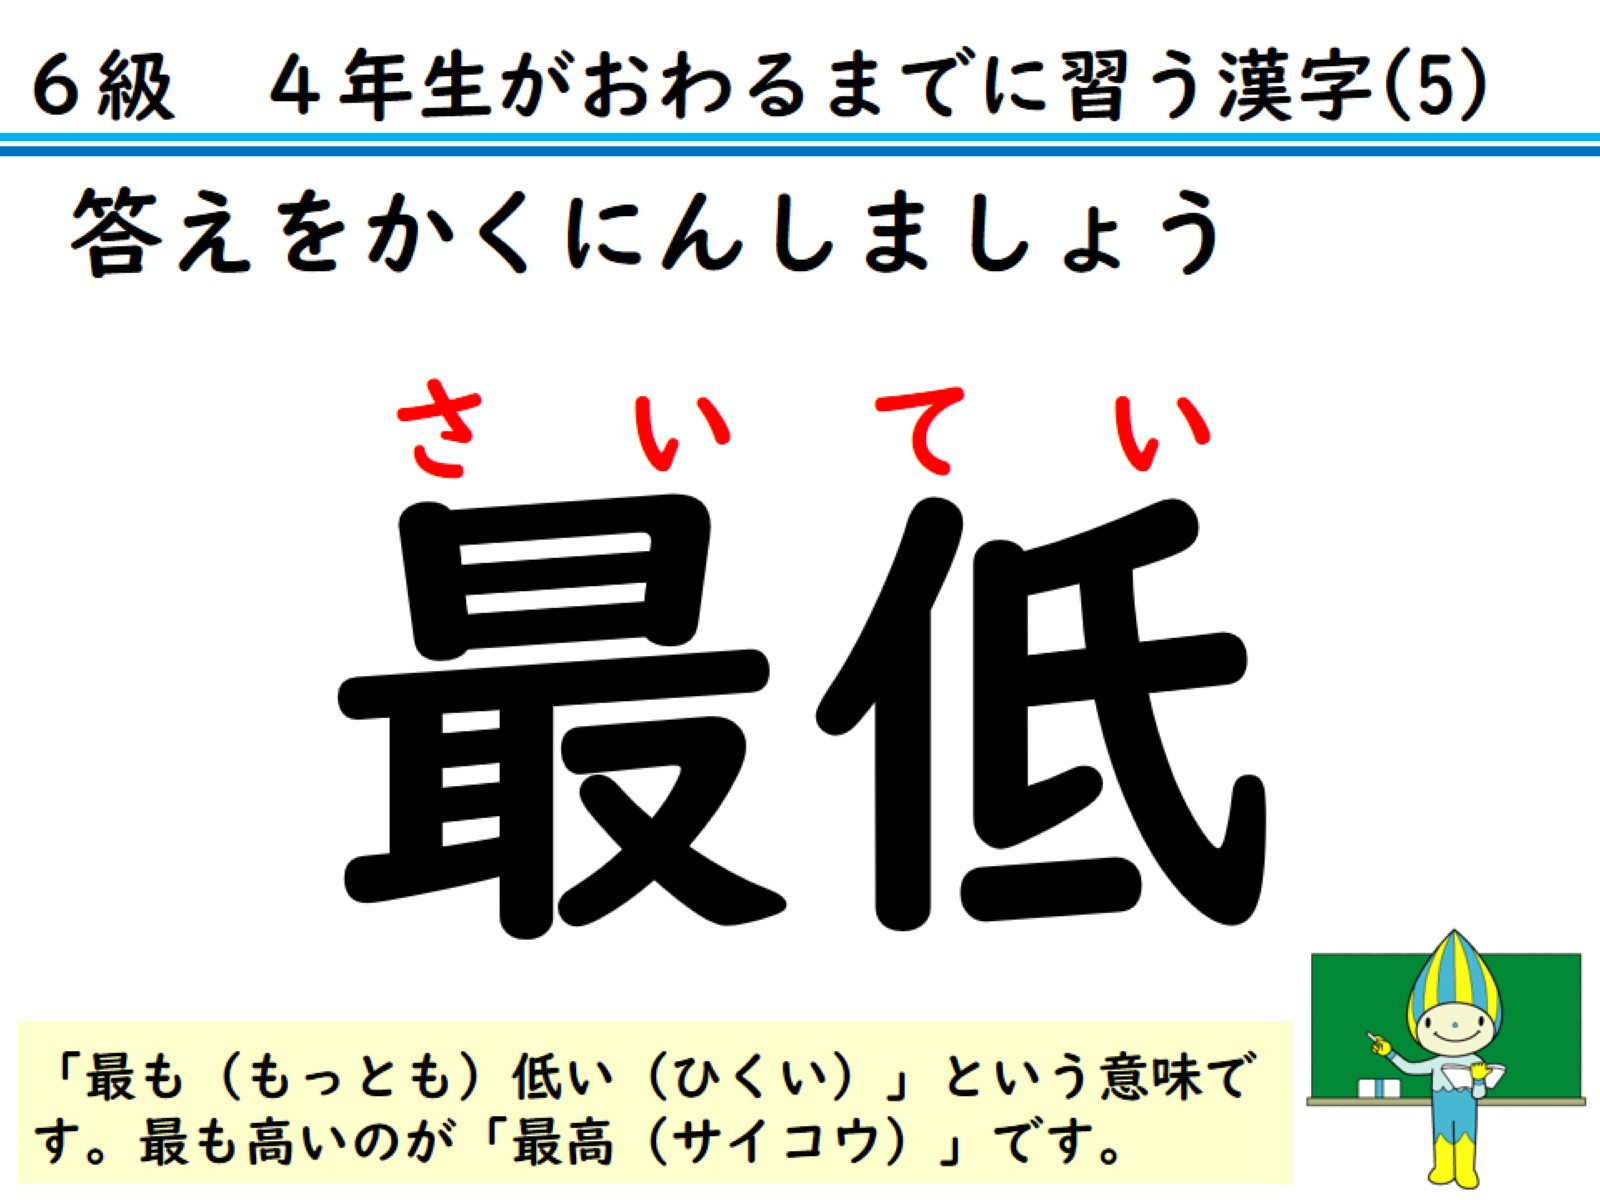 ６級　４年生がおわるまでに習う漢字(5)
答えをかくにんしましょう
さいてい
最低
「最も（もっとも）低い（ひくい）」という意味で
す。最も高いのが「最高（サイコウ）」です。